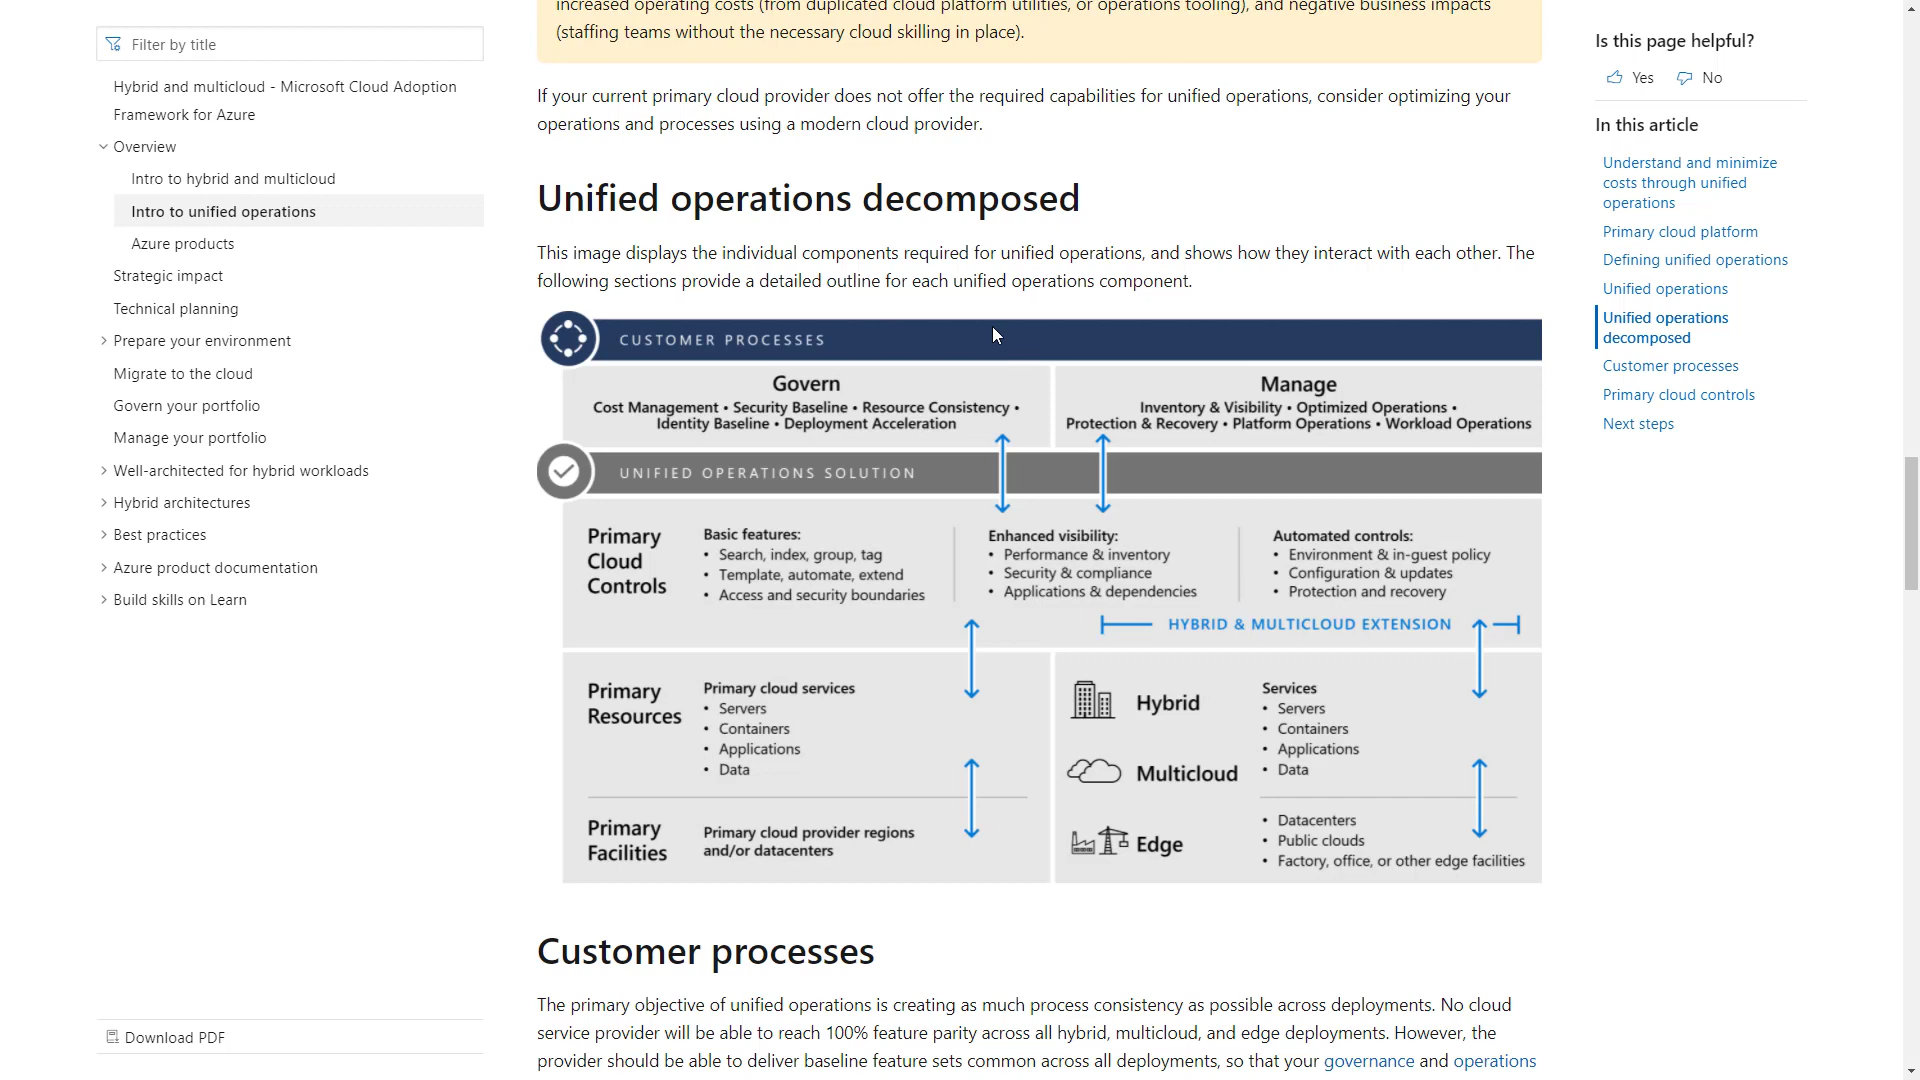 Filter by title
Hybrid and multicloud - Microsoft Cloud Adoption
Framework for Azure
Overview
Intro to hybrid and multicloud
Intro to unified operations
Azure products
Strategic impact
Technical planning
Prepare your environment
Migrate to the cloud
Govern your portfolio
Manage your portfolio
Well-architected for hybrid workloads
Hybrid architectures
Best practices
Azure product documentation
Build skills on Learn
Download PDF
increased operating costs (from duplicated cloud platform utilities, or operations tooling), and negative business impacts
(staffing teams without the necessary cloud skilling in place).
If your current primary cloud provider does not offer the required capabilities for unified operations, consider optimizing your
operations and processes using a modern cloud provider.
Unified operations decomposed
This image displays the individual components required for unified operations, and shows how they interact with each other. The
following sections provide a detailed outline for each unified operations component.
CUSTOMER PROCESSES
Govern
Cost Management • Security Baseline • Resource Consistency •
Identity Baseline • Deployment Acceleration
Manage
Inventory & Visibility • Optimized Operations •
Protection & Recovery • Platform Operations • Workload Operations
UNIFIED OPERATIONS SOLUTION
Primary
Cloud
Controls
Basic features:
• Search, index, group, tag
• Template, automate, extend
• Access and security boundaries
Enhanced visibility:
• Performance & inventory
• Security & compliance
• Applications & dependencies
Automated controls:
• Environment & in-guest policy
• Configuration & updates
• Protection and recovery
HYBRID & MULTICLOUD EXTENSION
Primary
Resources
Primary cloud services
• Servers
• Containers
• Applications
• Data
Primary
Facilities
Primary cloud provider regions
and/or datacenters
Hybrid
Multicloud
Edge
Services
• Servers
• Containers
• Applications
• Data
• Datacenters
• Public clouds
• Factory, office, or other edge facilities
Customer processes
The primary objective of unified operations is creating as much process consistency as possible across deployments. No cloud
service provider will be able to reach 100% feature parity across all hybrid, multicloud, and edge deployments. However, the
provider should be able to deliver baseline feature sets common across all deployments, so that your governance and operations
Is this page helpful?
Yes No
In this article
Understand and minimize
costs through unified
operations
Primary cloud platform
Defining unified operations
Unified operations
Unified operations
decomposed
Customer processes
Primary cloud controls
Next steps